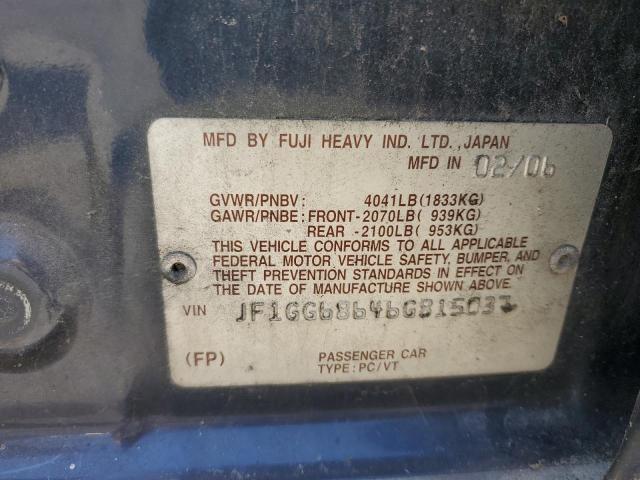 MFD BY FUJI HEAVY IND. LTD.,JAPAN
MFD IN 02/06
GVWR/PNBV : 4041LB(1833KG)
GAWR/PNBE : FRONT-2070LB( 939KG)
REAR -2100LB( 953KG)
THIS VEHICLE CONFORMS TO ALL APPLICABLE
FEDERAL MOTOR VEHICLE SAFETY, BUMPER, AND
THEFT PREVENTION STANDARDS IN EFFECT ON
THE DATE OF MANUFACTURE SHOWN ABOVE.
VIN JF1GG68646G815033
(FP) PASSENGER CAR
TYPE : PC/VT